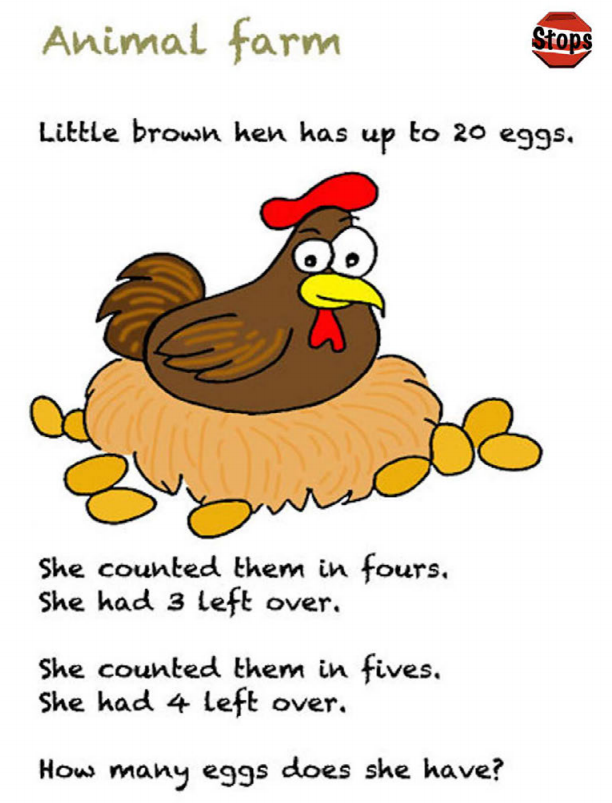 Animal farm
Stops
Little brown hen has up to 20 eggs.
She counted them in fours.
She had 3 left over.
She counted them in fives.
She had 4 left over.
How many eggs does she have?